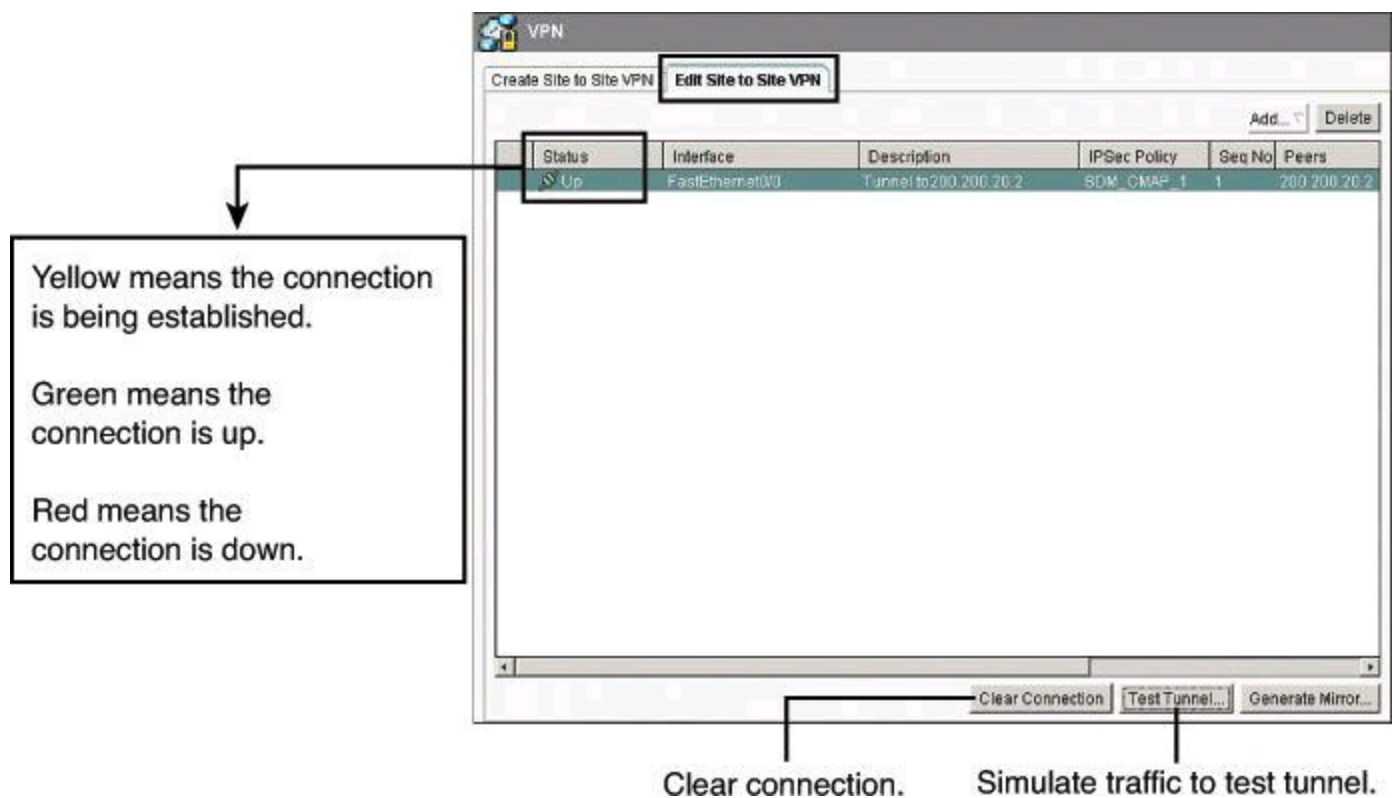 VPN
Create Site to Site VPN
Edit Site to Site VPN
Add...
Delete
Status
Interface
Description
IPSec Policy
Seq No
Peers
Up
FastEthernet0/0
Tunnel to200.200.20.2
SDM_CMAP_1
1
200.200.20.2
Yellow means the connection
is being established.
Green means the
connection is up.
Red means the
connection is down.
Clear Connection
Test Tunnel...
Generate Mirror...
Clear connection.
Simulate traffic to test tunnel.